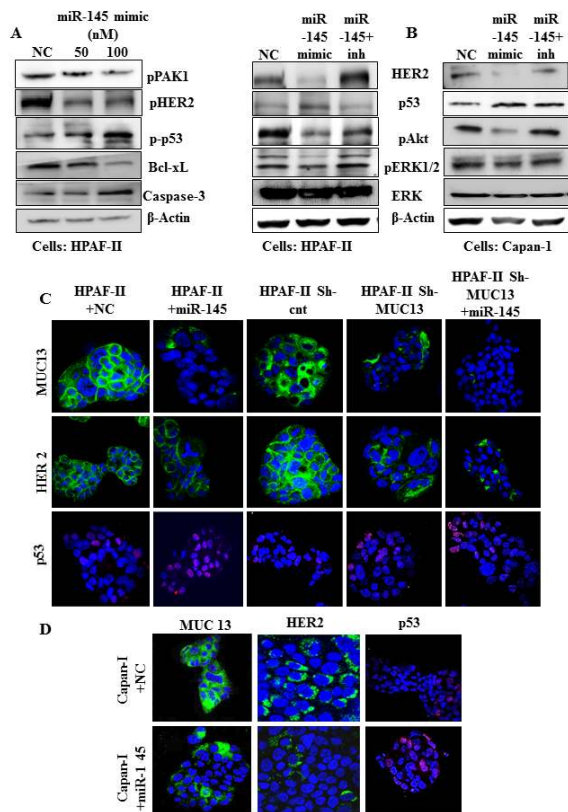 A
miR-145 mimic
(nM)
NC 50 100
pPAK1
pHER2
p-p53
Bcl-xL
Caspase-3
β-Actin
Cells: HPAF-II
NC
miR
-145
mimic
miR
-145+
inh
Cells: HPAF-II
B
NC
miR
-145
mimic
miR
-145+
inh
HER2
p53
pAkt
pERK1/2
ERK
β-Actin
Cells: Capan-1
C
HPAF-II
+NC
HPAF-II
+miR-145
HPAF-II Sh-
cnt
HPAF-II Sh-
MUC13
HPAF-II Sh-
MUC13
+miR-145
MUC13
HER 2
p53
D
MUC 13
HER2
p53
Capan-I
+NC
Capan-I
+miR-1 45